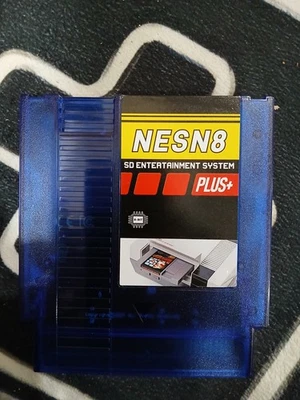 NESN8
SD ENTERTAINMENT SYSTEM
PLUS+